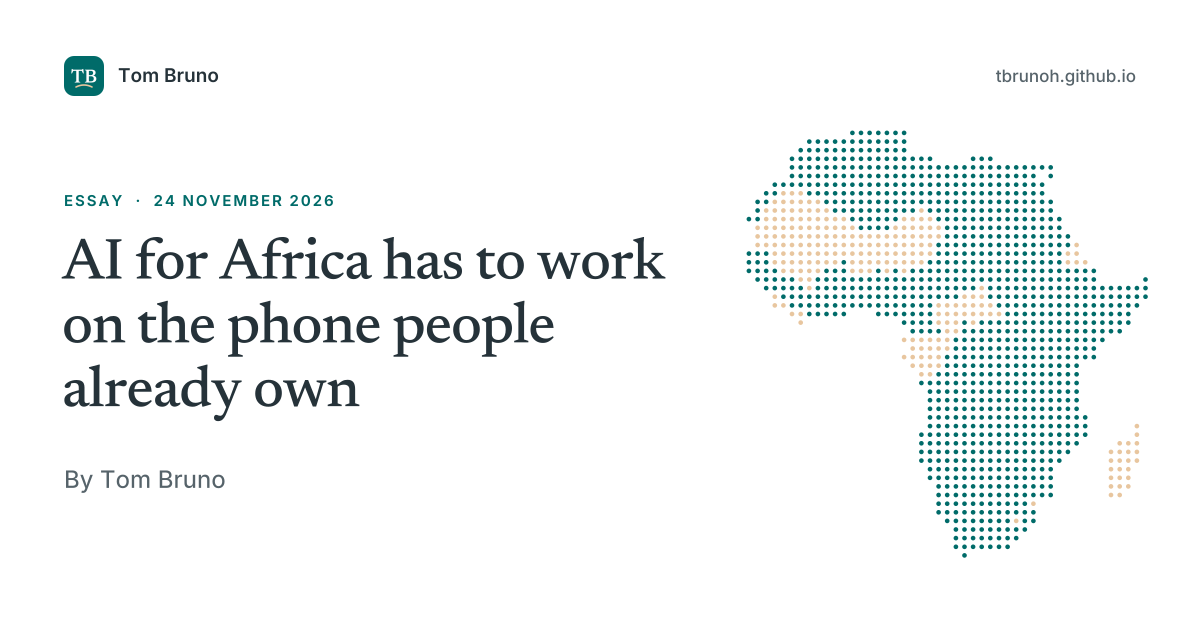 TB
Tom Bruno
tbrunoh.github.io
ESSAY · 24 NOVEMBER 2026
AI for Africa has to work
on the phone people
already own
By Tom Bruno